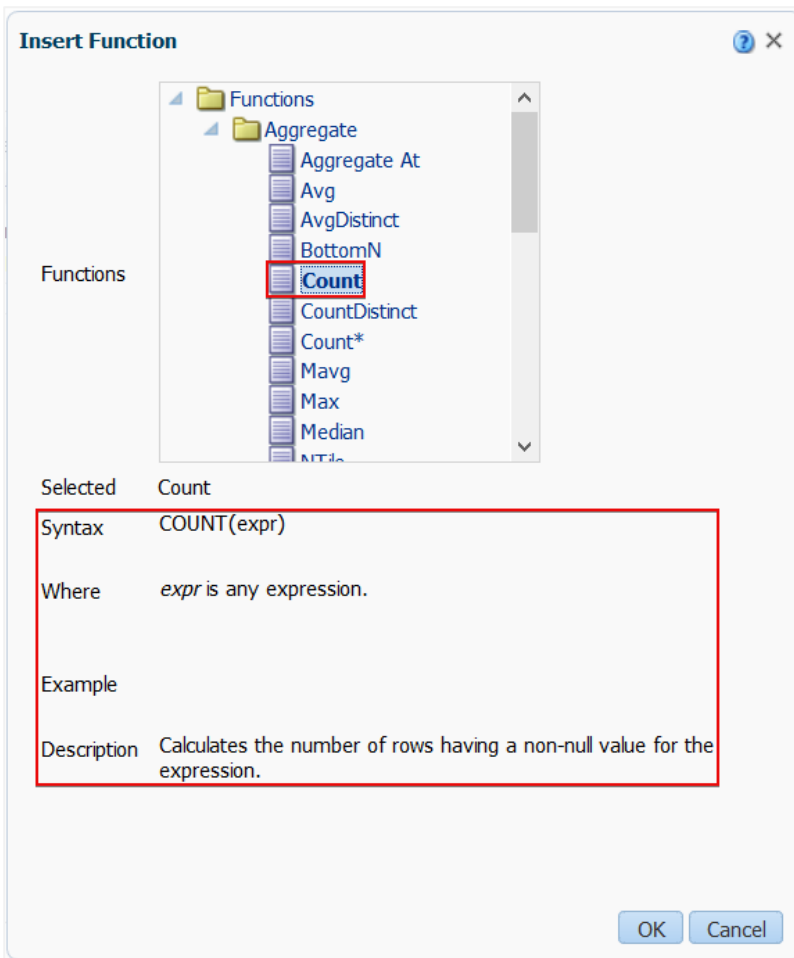 Insert Function
Functions
Aggregate
Aggregate At
Avg
AvgDistinct
BottomN
Functions
Count
CountDistinct
Count*
Mavg
Max
Median
NTile
Selected Count
Syntax COUNT(expr)
Where expr is any expression.
Example
Description Calculates the number of rows having a non-null value for the
expression.
OK Cancel